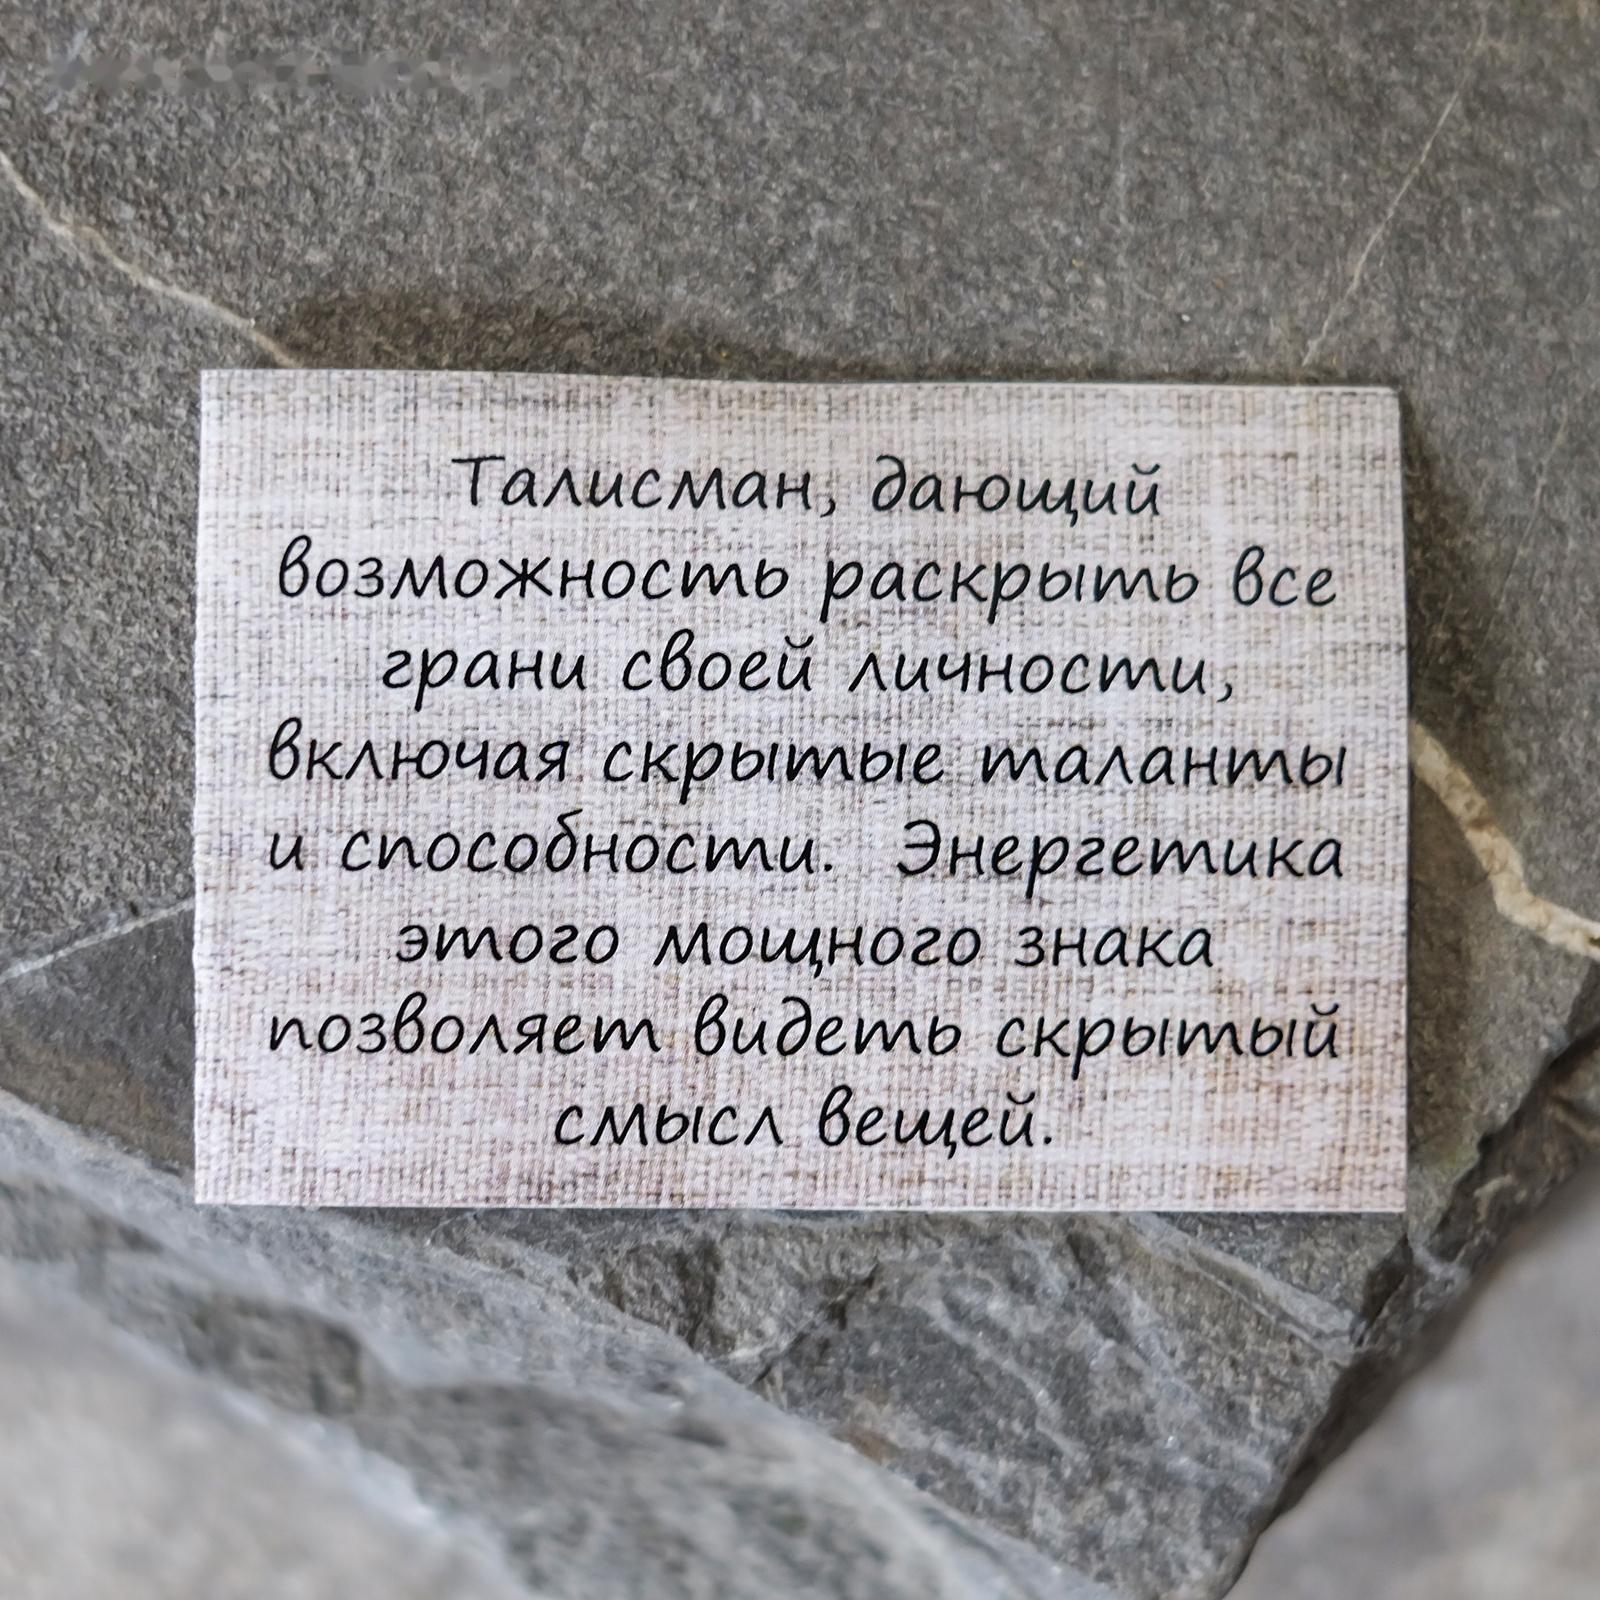 Талисман, дающий
возможность раскрыть все
грани своей личности,
включая скрытые таланты
и способности. Энергетика
этого мощного знака
позволяет видеть скрытый
смысл вещей.